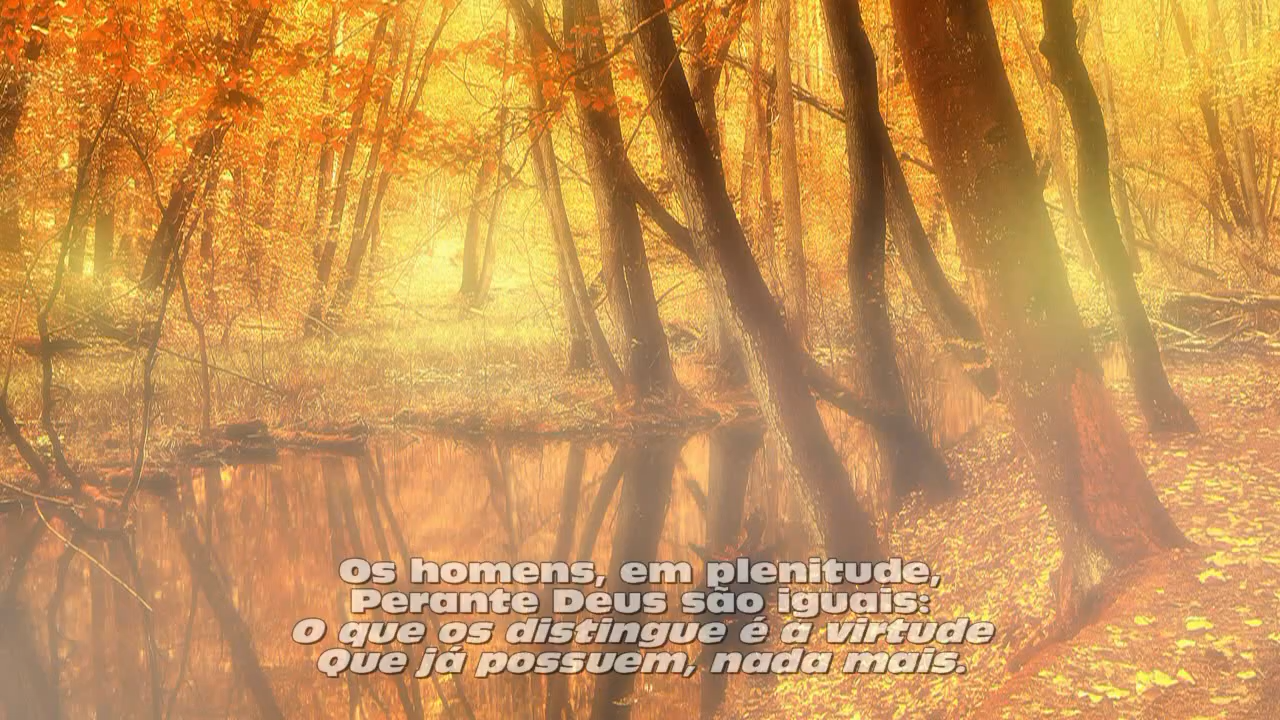 Os homens, em plenitude,
Perante Deus são iguais:
O que os distingue é a virtude
Que já possuem, nada mais.